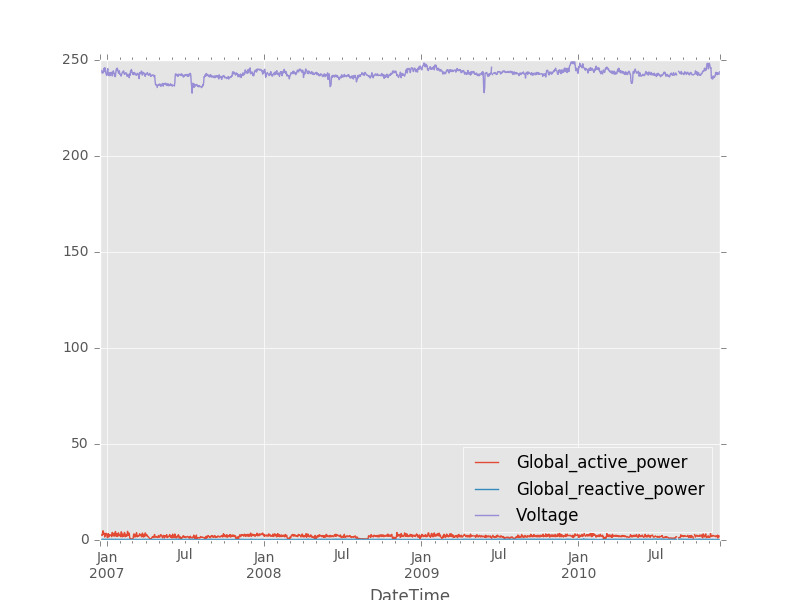 250
200
150
100
50
0
Global_active_power
Global_reactive_power
Voltage
Jan Jul Jan Jul Jan Jul Jan Jul
2007 2008 2009 2010
DateTime